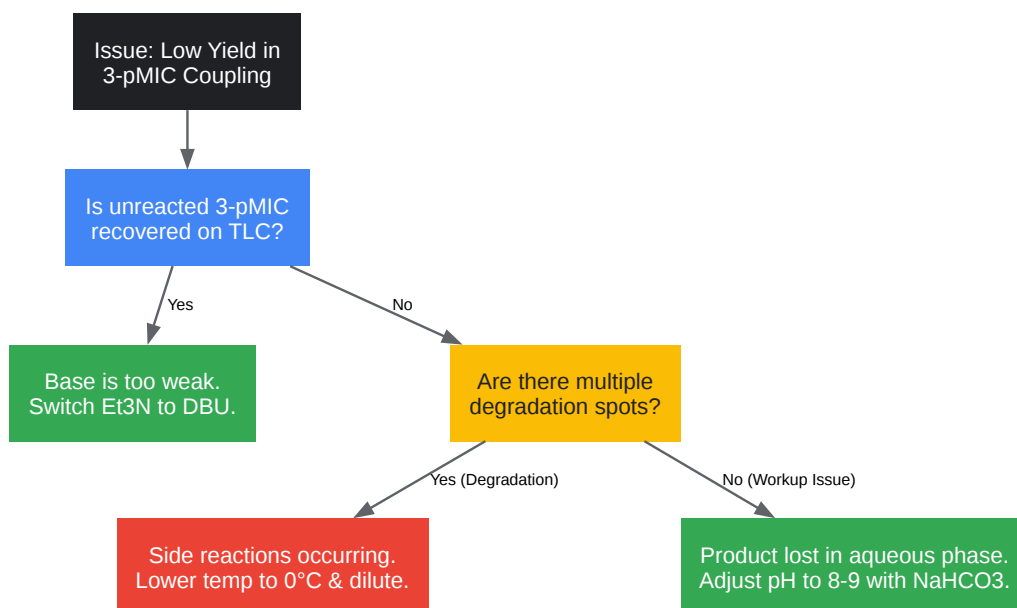 Issue: Low Yield in
3-pMIC Coupling
Is unreacted 3-pMIC
recovered on TLC?
Yes
No
Base is too weak.
Switch Et3N to DBU.
Are there multiple
degradation spots?
Yes (Degradation)
No (Workup Issue)
Side reactions occurring.
Lower temp to 0°C & dilute.
Product lost in aqueous phase.
Adjust pH to 8-9 with NaHCO3.